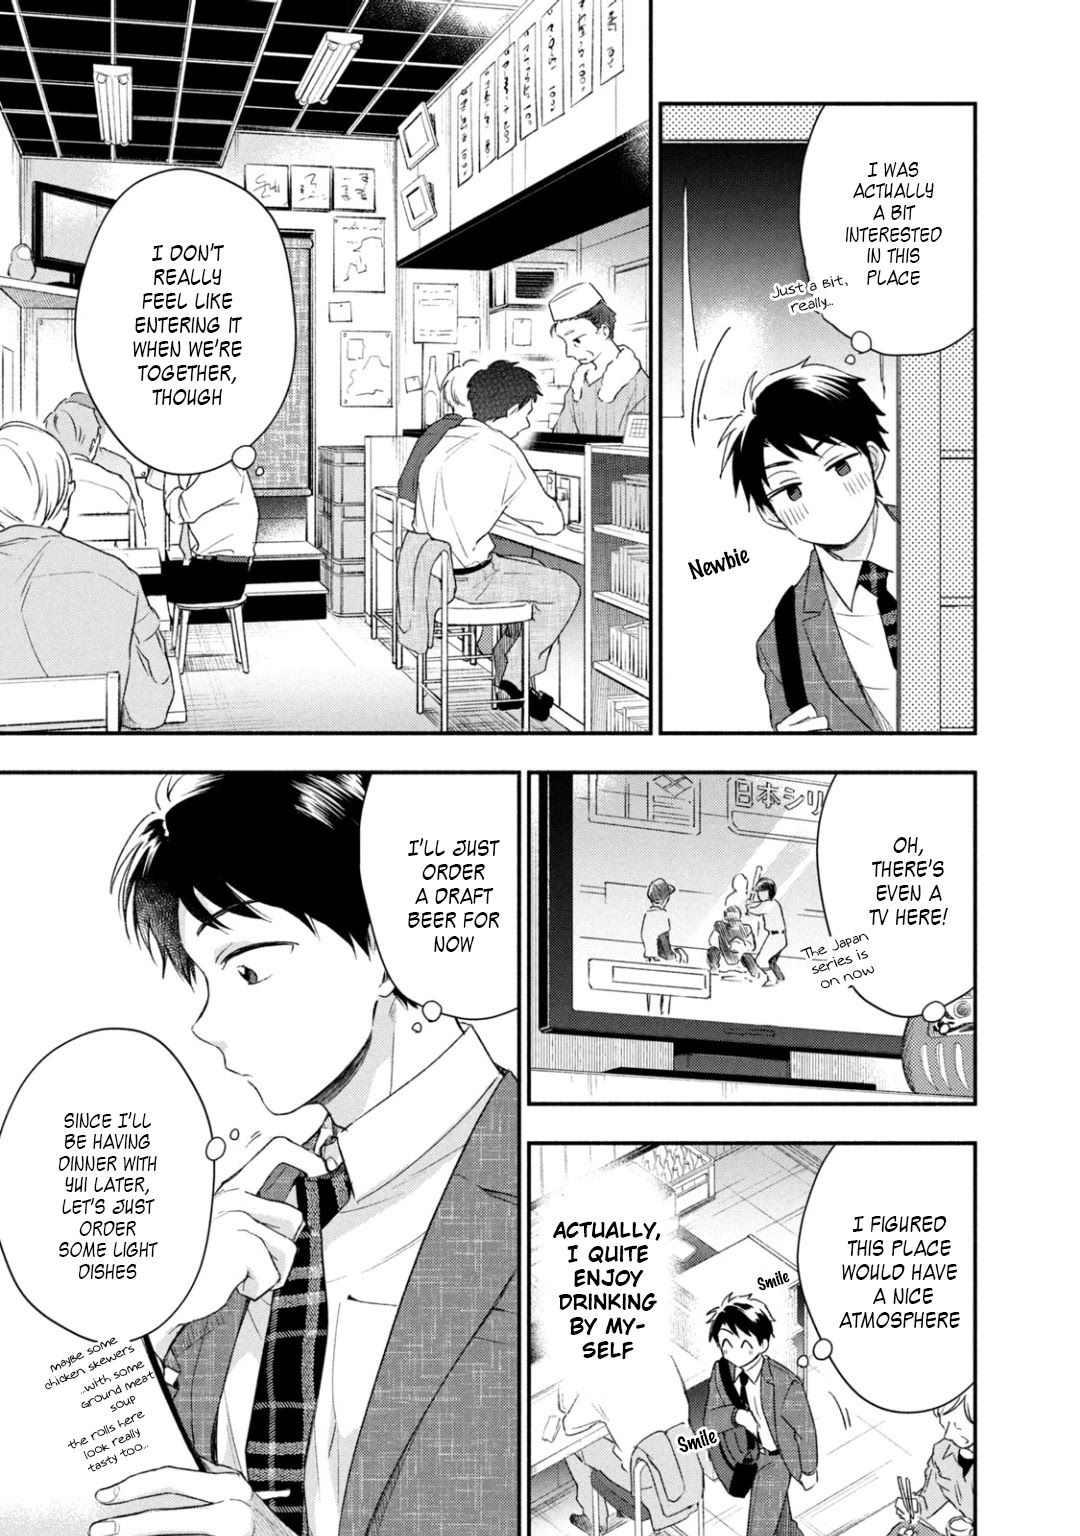 I WAS
ACTUALLY
A BIT
INTERESTED
IN THIS
PLACE
Just a bit,
really...
Newbie
I DON'T
REALLY
FEEL LIKE
ENTERING IT
WHEN WE'RE
TOGETHER,
THOUGH
OH,
THERE'S
EVEN A
TV HERE!
The Japan
series is
on now
日本シリ
I FIGURED
THIS PLACE
WOULD HAVE
A NICE
ATMOSPHERE
ACTUALLY,
I QUITE
ENJOY
DRINKING
BY MY-
SELF
Smile
Smile
I'LL JUST
ORDER
A DRAFT
BEER FOR
NOW
SINCE I'LL
BE HAVING
DINNER WITH
YUI LATER,
LET'S JUST
ORDER
SOME LIGHT
DISHES
maybe some
chicken skewers
...with some
ground meat
soup
the rolls here
look really
tasty too...